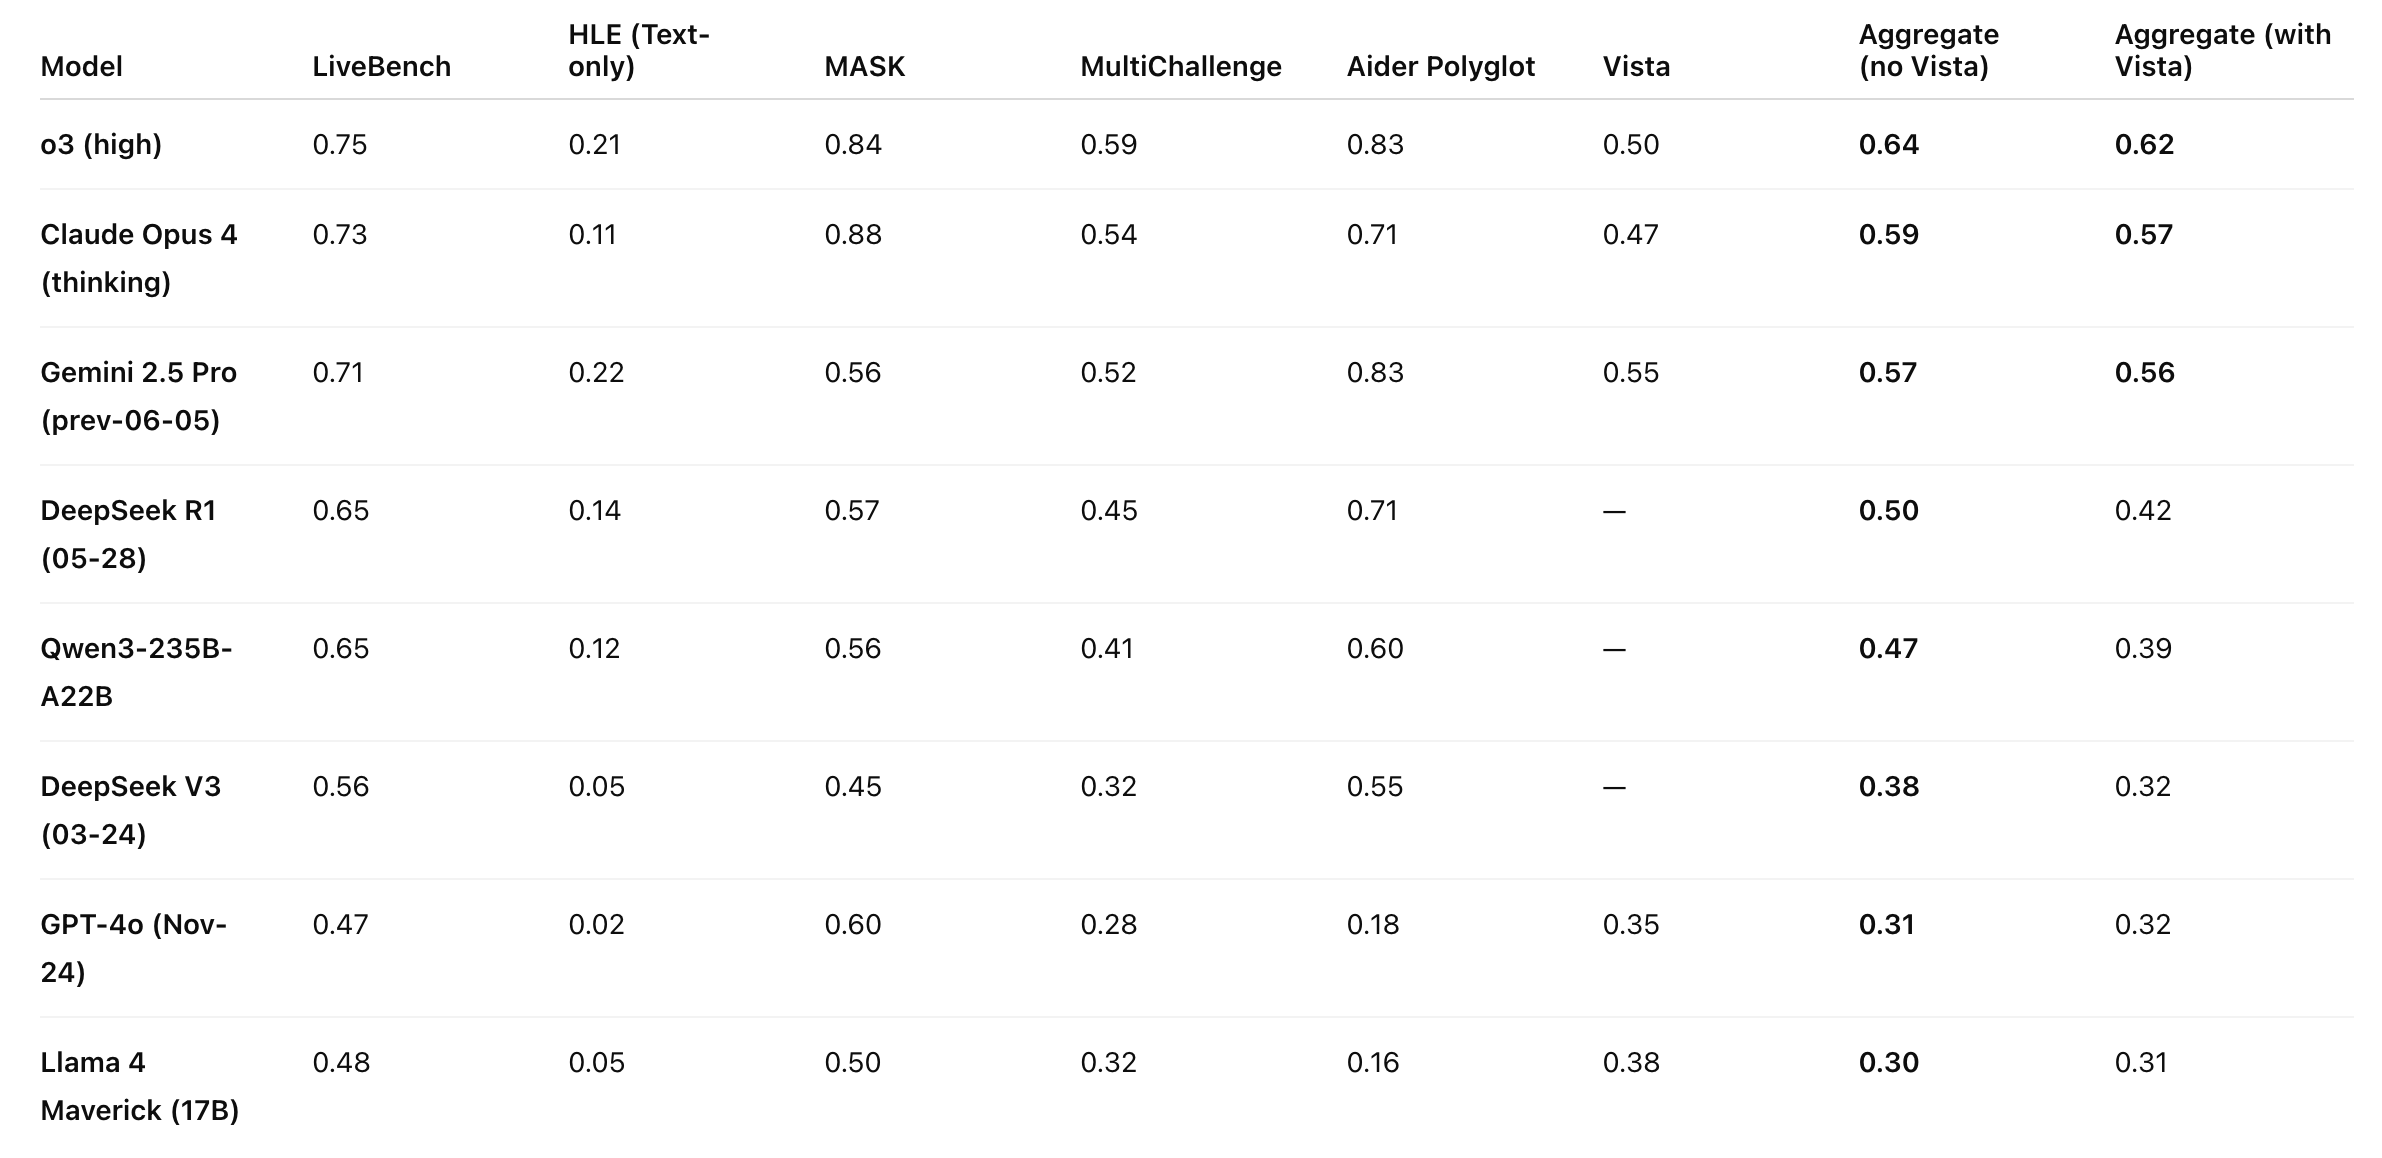 Model LiveBench HLE (Text-only) MASK MultiChallenge Aider Polyglot Vista Aggregate (no Vista) Aggregate (with Vista)
o3 (high) 0.75 0.21 0.84 0.59 0.83 0.50 0.64 0.62
Claude Opus 4 (thinking) 0.73 0.11 0.88 0.54 0.71 0.47 0.59 0.57
Gemini 2.5 Pro (prev-06-05) 0.71 0.22 0.56 0.52 0.83 0.55 0.57 0.56
DeepSeek R1 (05-28) 0.65 0.14 0.57 0.45 0.71 — 0.50 0.42
Qwen3-235B-A22B 0.65 0.12 0.56 0.41 0.60 — 0.47 0.39
DeepSeek V3 (03-24) 0.56 0.05 0.45 0.32 0.55 — 0.38 0.32
GPT-4o (Nov-24) 0.47 0.02 0.60 0.28 0.18 0.35 0.31 0.32
Llama 4 Maverick (17B) 0.48 0.05 0.50 0.32 0.16 0.38 0.30 0.31